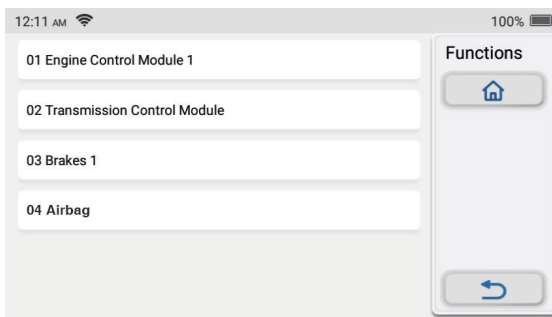 12:11 AM
100%
01 Engine Control Module 1
02 Transmission Control Module
03 Brakes 1
04 Airbag
Functions